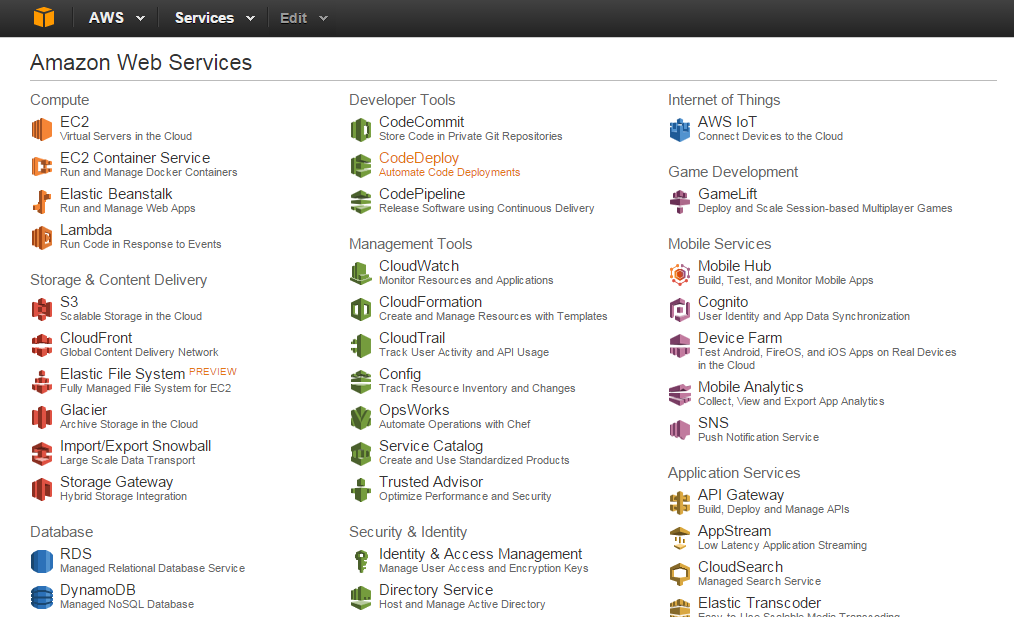 AWS
Services
Edit
Amazon Web Services
Compute
EC2
Virtual Servers in the Cloud
EC2 Container Service
Run and Manage Docker Containers
Elastic Beanstalk
Run and Manage Web Apps
Lambda
Run Code in Response to Events
Storage & Content Delivery
S3
Scalable Storage in the Cloud
CloudFront
Global Content Delivery Network
Elastic File System PREVIEW
Fully Managed File System for EC2
Glacier
Archive Storage in the Cloud
Import/Export Snowball
Large Scale Data Transport
Storage Gateway
Hybrid Storage Integration
Database
RDS
Managed Relational Database Service
DynamoDB
Managed NoSQL Database
Developer Tools
CodeCommit
Store Code in Private Git Repositories
CodeDeploy
Automate Code Deployments
CodePipeline
Release Software using Continuous Delivery
Management Tools
CloudWatch
Monitor Resources and Applications
CloudFormation
Create and Manage Resources with Templates
CloudTrail
Track User Activity and API Usage
Config
Track Resource Inventory and Changes
OpsWorks
Automate Operations with Chef
Service Catalog
Create and Use Standardized Products
Trusted Advisor
Optimize Performance and Security
Security & Identity
Identity & Access Management
Manage User Access and Encryption Keys
Directory Service
Host and Manage Active Directory
Internet of Things
AWS IoT
Connect Devices to the Cloud
Game Development
GameLift
Deploy and Scale Session-based Multiplayer Games
Mobile Services
Mobile Hub
Build, Test, and Monitor Mobile Apps
Cognito
User Identity and App Data Synchronization
Device Farm
Test Android, FireOS, and iOS Apps on Real Devices
in the Cloud
Mobile Analytics
Collect, View and Export App Analytics
SNS
Push Notification Service
Application Services
API Gateway
Build, Deploy and Manage APIs
AppStream
Low Latency Application Streaming
CloudSearch
Managed Search Service
Elastic Transcoder
Easy-to-Use Scalable Media Transcoding